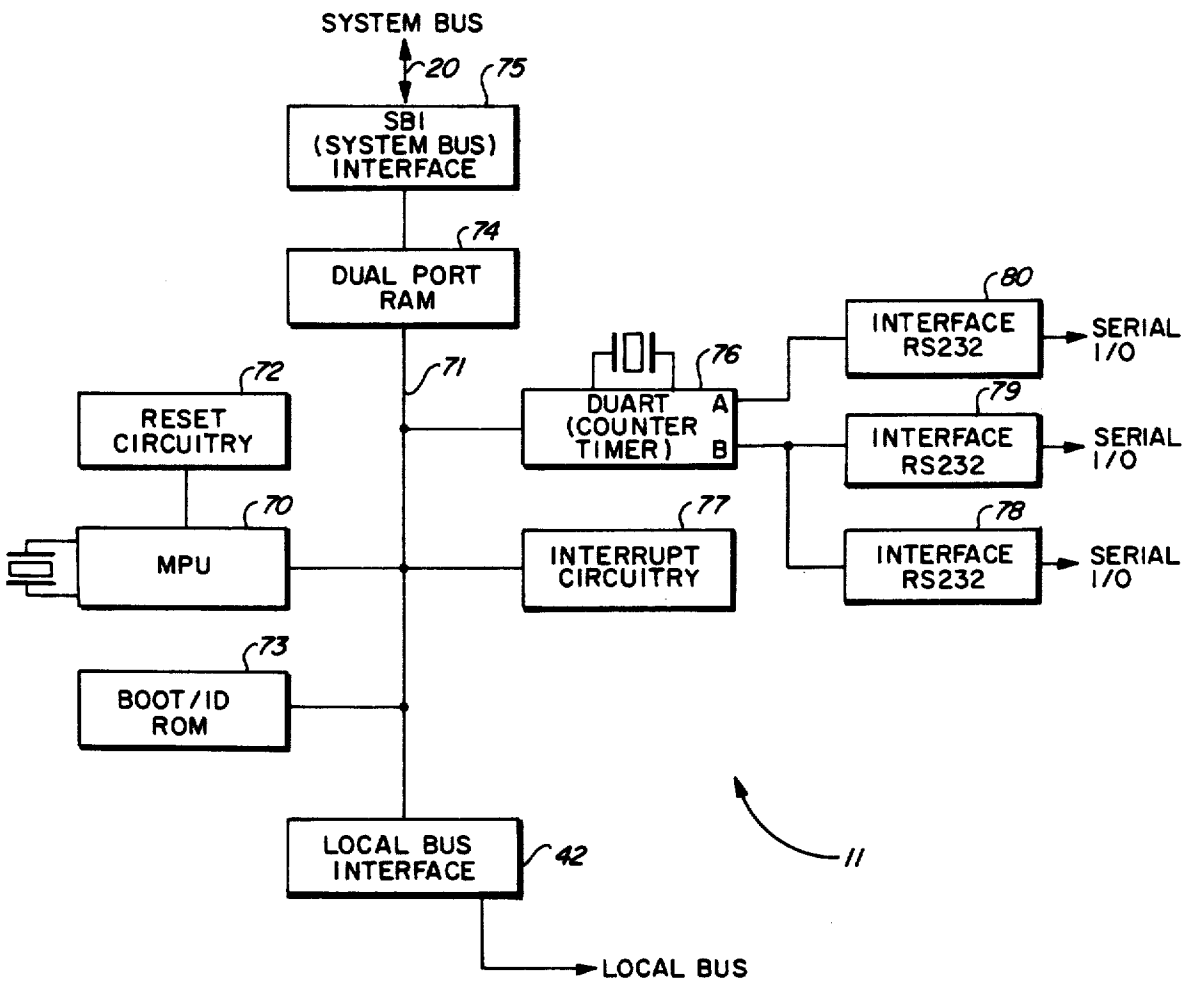 SYSTEM BUS
20
75
SBI
(SYSTEM BUS)
INTERFACE
74
DUAL PORT
RAM
71
72
RESET
CIRCUITRY
70
MPU
73
BOOT/ID
ROM
76
DUART
(COUNTER
TIMER)
A
B
77
INTERRUPT
CIRCUITRY
80
INTERFACE
RS232
SERIAL
I/O
79
INTERFACE
RS232
SERIAL
I/O
78
INTERFACE
RS232
SERIAL
I/O
LOCAL BUS
INTERFACE
42
11
LOCAL BUS